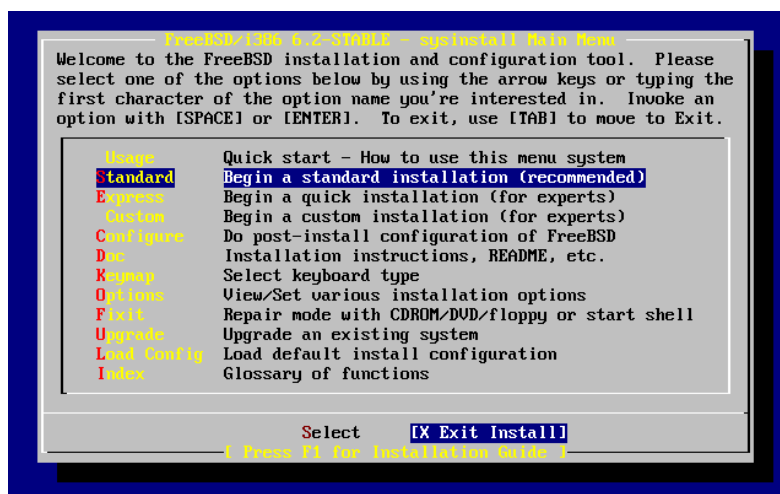 FreeBSD/i386 6.2-STABLE - sysinstall Main Menu
Welcome to the FreeBSD installation and configuration tool.  Please
select one of the options below by using the arrow keys or typing the
first character of the option name you're interested in.  Invoke an
option with [SPACE] or [ENTER].  To exit, use [TAB] to move to Exit.
Usage Quick start - How to use this menu system
Standard Begin a standard installation (recommended)
Express Begin a quick installation (for experts)
Custom Begin a custom installation (for experts)
Configure Do post-install configuration of FreeBSD
Doc Installation instructions, README, etc.
Keymap Select keyboard type
Options View/Set various installation options
Fixit Repair mode with CDROM/DVD/floppy or start shell
Upgrade Upgrade an existing system
Load Config Load default install configuration
Index Glossary of functions
Select [X Exit Install]
[ Press F1 for Installation Guide ]